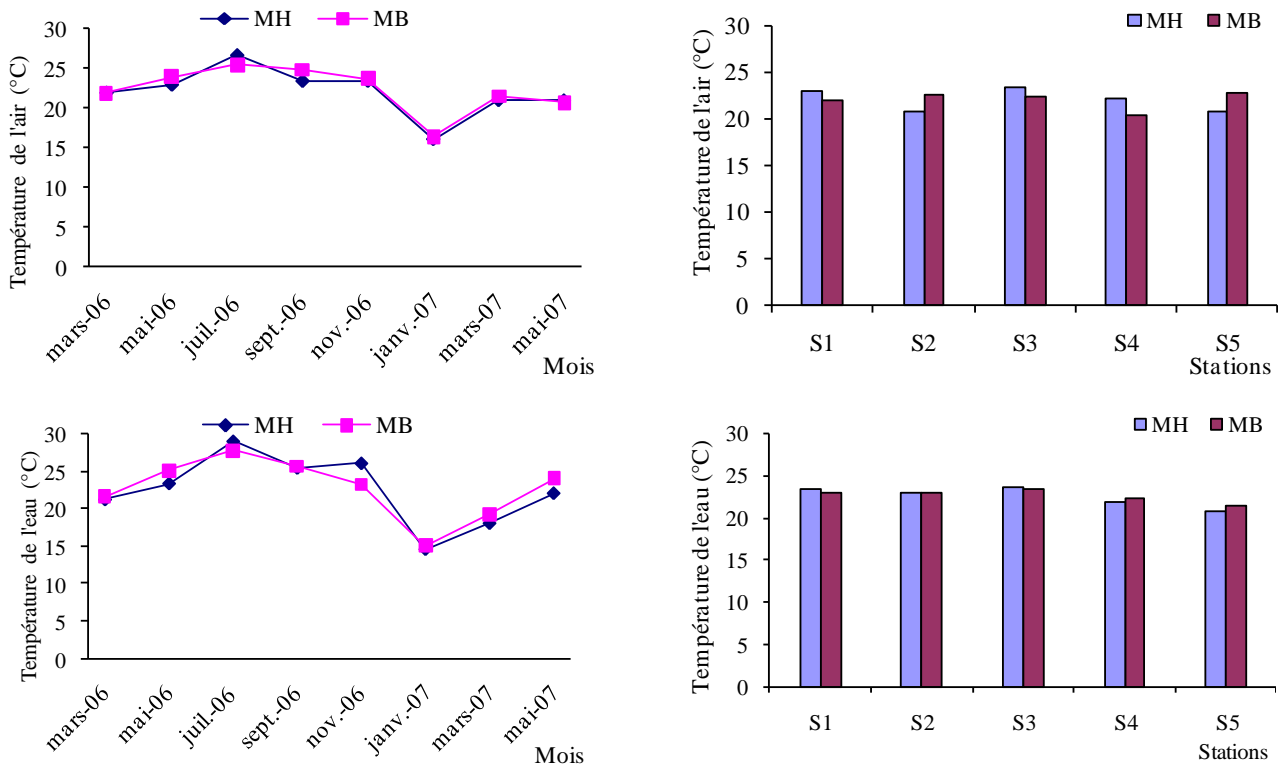 MH MB
Température de l'air (°C)
30
25
20
15
10
5
0
mars-06
mai-06
juil.-06
sept.-06
nov.-06
janv.-07
mars-07
mai-07
Mois
MH MB
Température de l'air (°C)
30
25
20
15
10
5
0
S1 S2 S3 S4 S5
Stations
MH MB
Température de l'eau (°C)
30
25
20
15
10
5
0
mars-06
mai-06
juil.-06
sept.-06
nov.-06
janv.-07
mars-07
mai-07
Mois
MH MB
Température de l'eau (°C)
30
25
20
15
10
5
0
S1 S2 S3 S4 S5
Stations